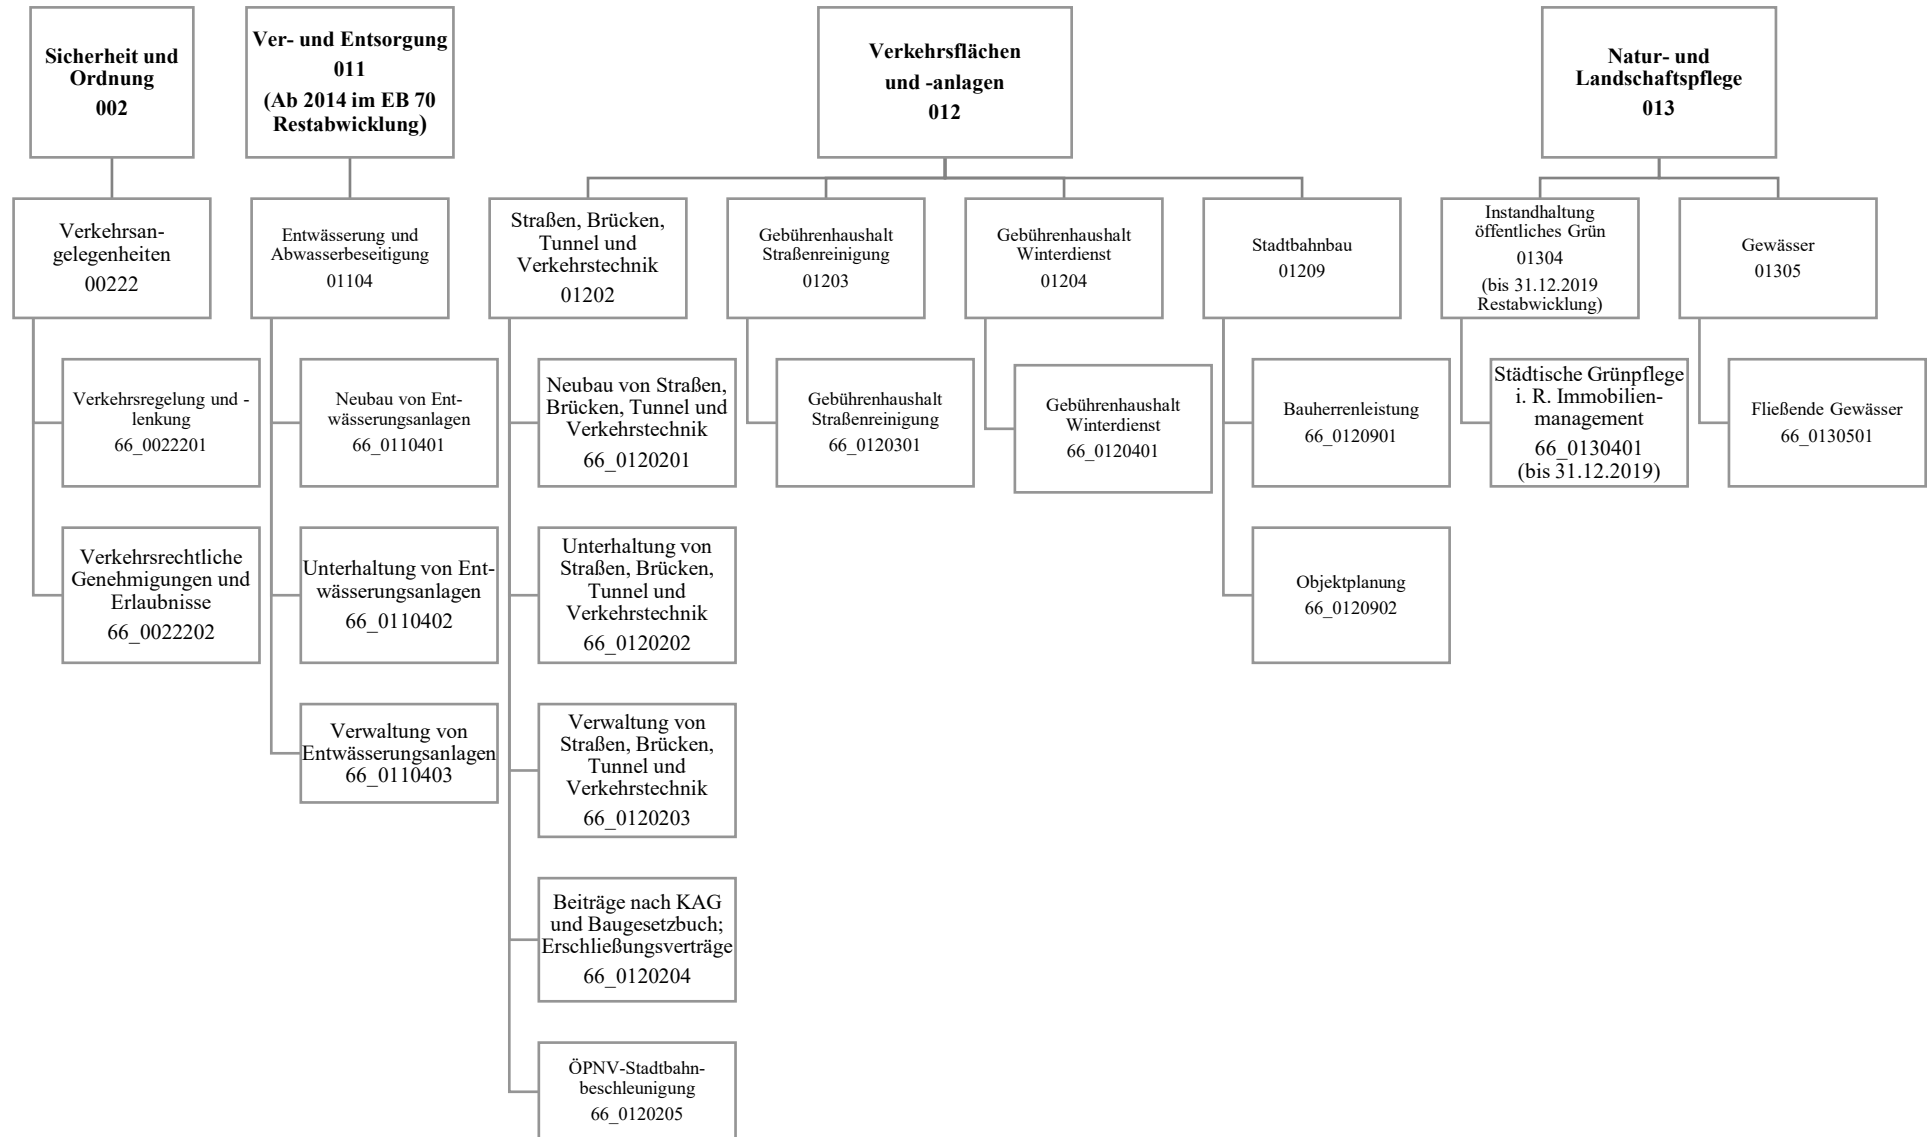 Sicherheit und
Ordnung
002
Ver- und Entsorgung
011
(Ab 2014 im EB 70
Restabwicklung)
Verkehrsflächen
und -anlagen
012
Natur- und
Landschaftspflege
013
Verkehrsan-
gelegenheiten
00222
Entwässerung und
Abwasserbeseitigung
01104
Straßen, Brücken,
Tunnel und
Verkehrstechnik
01202
Gebührenhaushalt
Straßenreinigung
01203
Gebührenhaushalt
Winterdienst
01204
Stadtbahnbau
01209
Instandhaltung
öffentliches Grün
01304
(bis 31.12.2019
Restabwicklung)
Gewässer
01305
Verkehrsregelung und -
lenkung
66_0022201
Neubau von Ent-
wässerungsanlagen
66_0110401
Neubau von Straßen,
Brücken, Tunnel und
Verkehrstechnik
66_0120201
Gebührenhaushalt
Straßenreinigung
66_0120301
Gebührenhaushalt
Winterdienst
66_0120401
Bauherrenleistung
66_0120901
Städtische Grünpflege
i. R. Immobilien-
management
66_0130401
(bis 31.12.2019)
Fließende Gewässer
66_0130501
Verkehrsrechtliche
Genehmigungen und
Erlaubnisse
66_0022202
Unterhaltung von Ent-
wässerungsanlagen
66_0110402
Unterhaltung von
Straßen, Brücken,
Tunnel und
Verkehrstechnik
66_0120202
Objektplanung
66_0120902
Verwaltung von
Entwässerungsanlagen
66_0110403
Verwaltung von
Straßen, Brücken,
Tunnel und
Verkehrstechnik
66_0120203
Beiträge nach KAG
und Baugesetzbuch;
Erschließungsverträge
66_0120204
ÖPNV-Stadtbahn-
beschleunigung
66_0120205